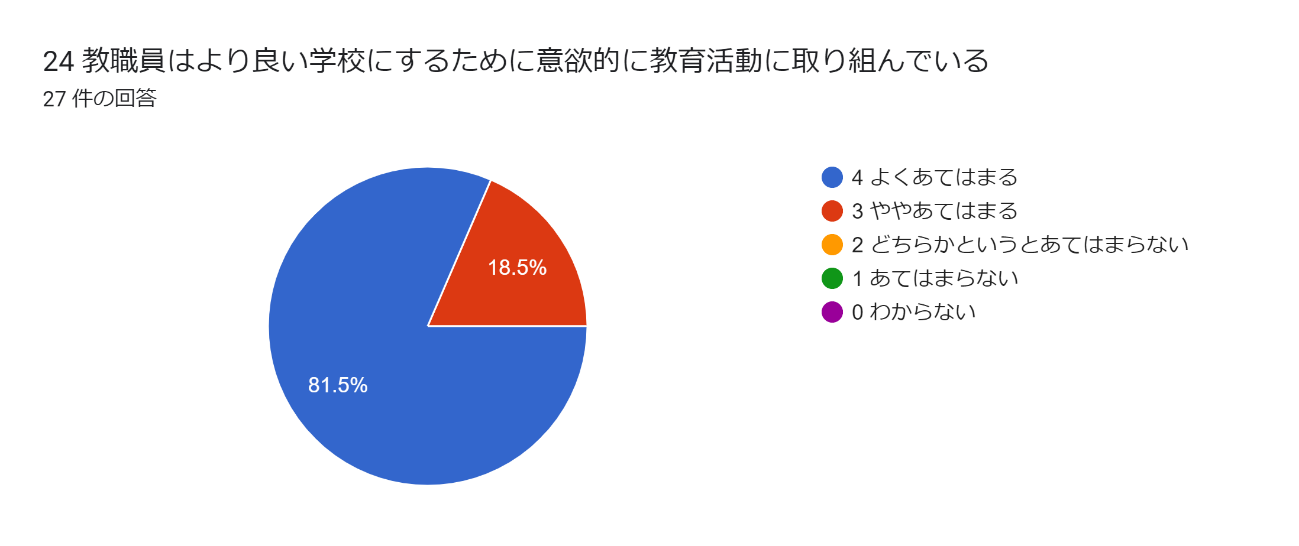 24 教職員はより良い学校にするために意欲的に教育活動に取り組んでいる
27 件の回答
4 よくあてはまる
3 ややあてはまる
2 どちらかというとあてはまらない
1 あてはまらない
0 わからない
18.5%
81.5%